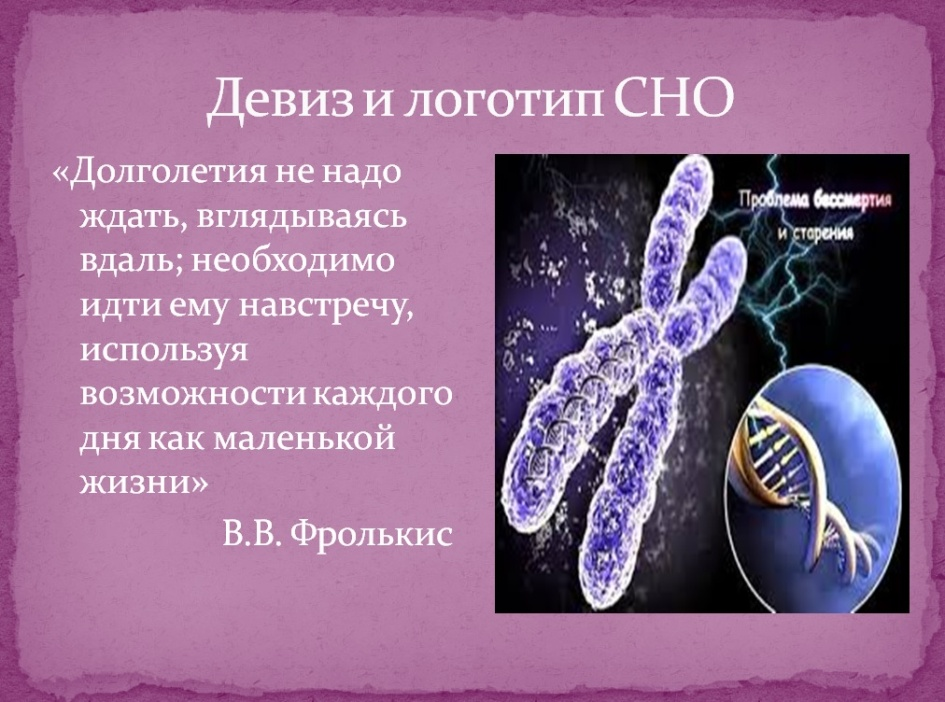 Девиз и логотип СНО
«Долголетия не надо
ждать, вглядываясь
вдаль; необходимо
идти ему навстречу,
используя
возможности каждого
дня как маленькой
жизни»
В.В. Фролькис
Проблема бессмертия
и старения